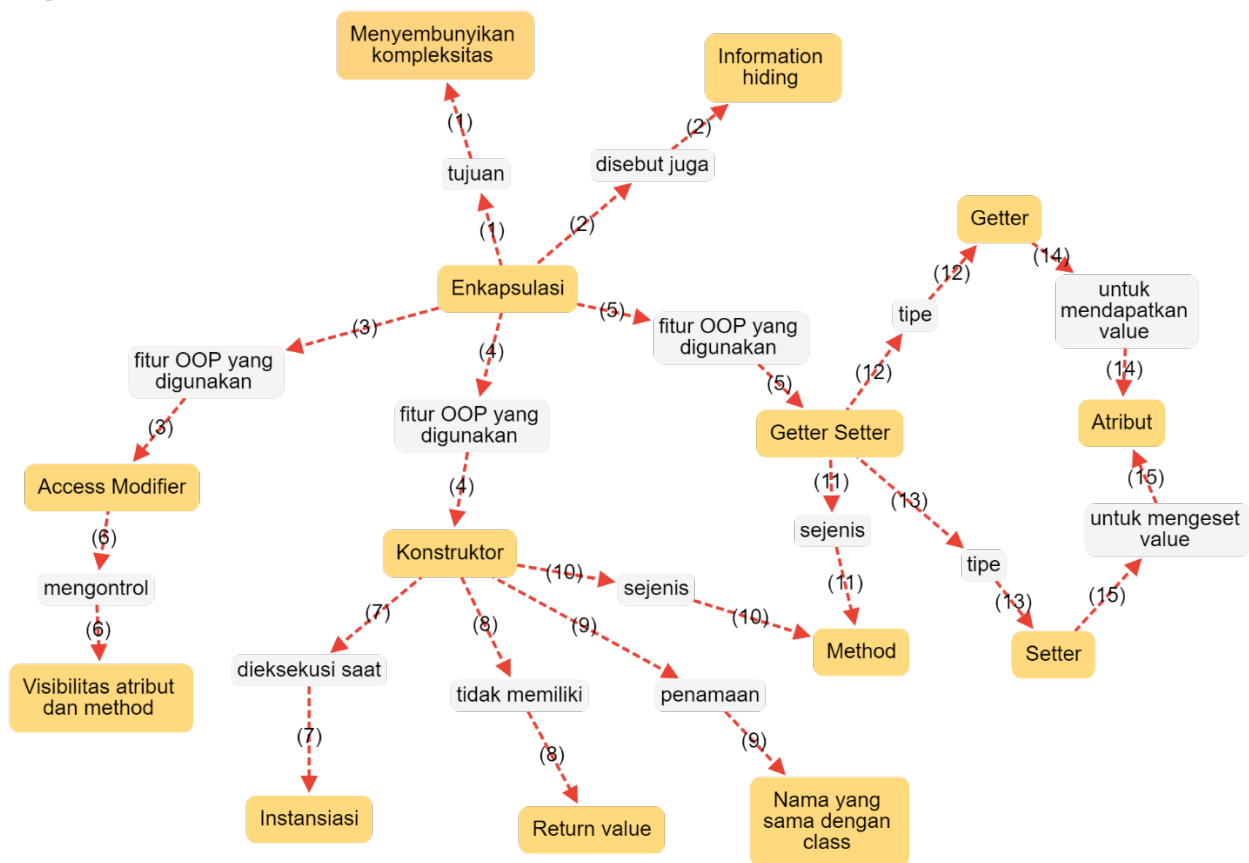 Menyembunyikan
kompleksitas
Information
hiding
(1)
(2)
tujuan
disebut juga
(1)
(2)
Getter
Enkapsulasi
(12)
(14)
(3)
(4)
(5)
fitur OOP yang
digunakan
fitur OOP yang
digunakan
tipe
untuk
mendapatkan
value
(12)
(14)
(3)
fitur OOP yang
digunakan
(5)
Getter Setter
Atribut
Access Modifier
(4)
(11)
(13)
(15)
(6)
sejenis
untuk mengeset
value
Konstruktor
mengontrol
(10)
sejenis
(11)
tipe
(13)
(15)
(6)
(7)
(8)
(9)
(10)
Method
Setter
Visibilitas atribut
dan method
dieksekusi saat
tidak memiliki
penamaan
(7)
(8)
(9)
Instansiasi
Return value
Nama yang
sama dengan
class